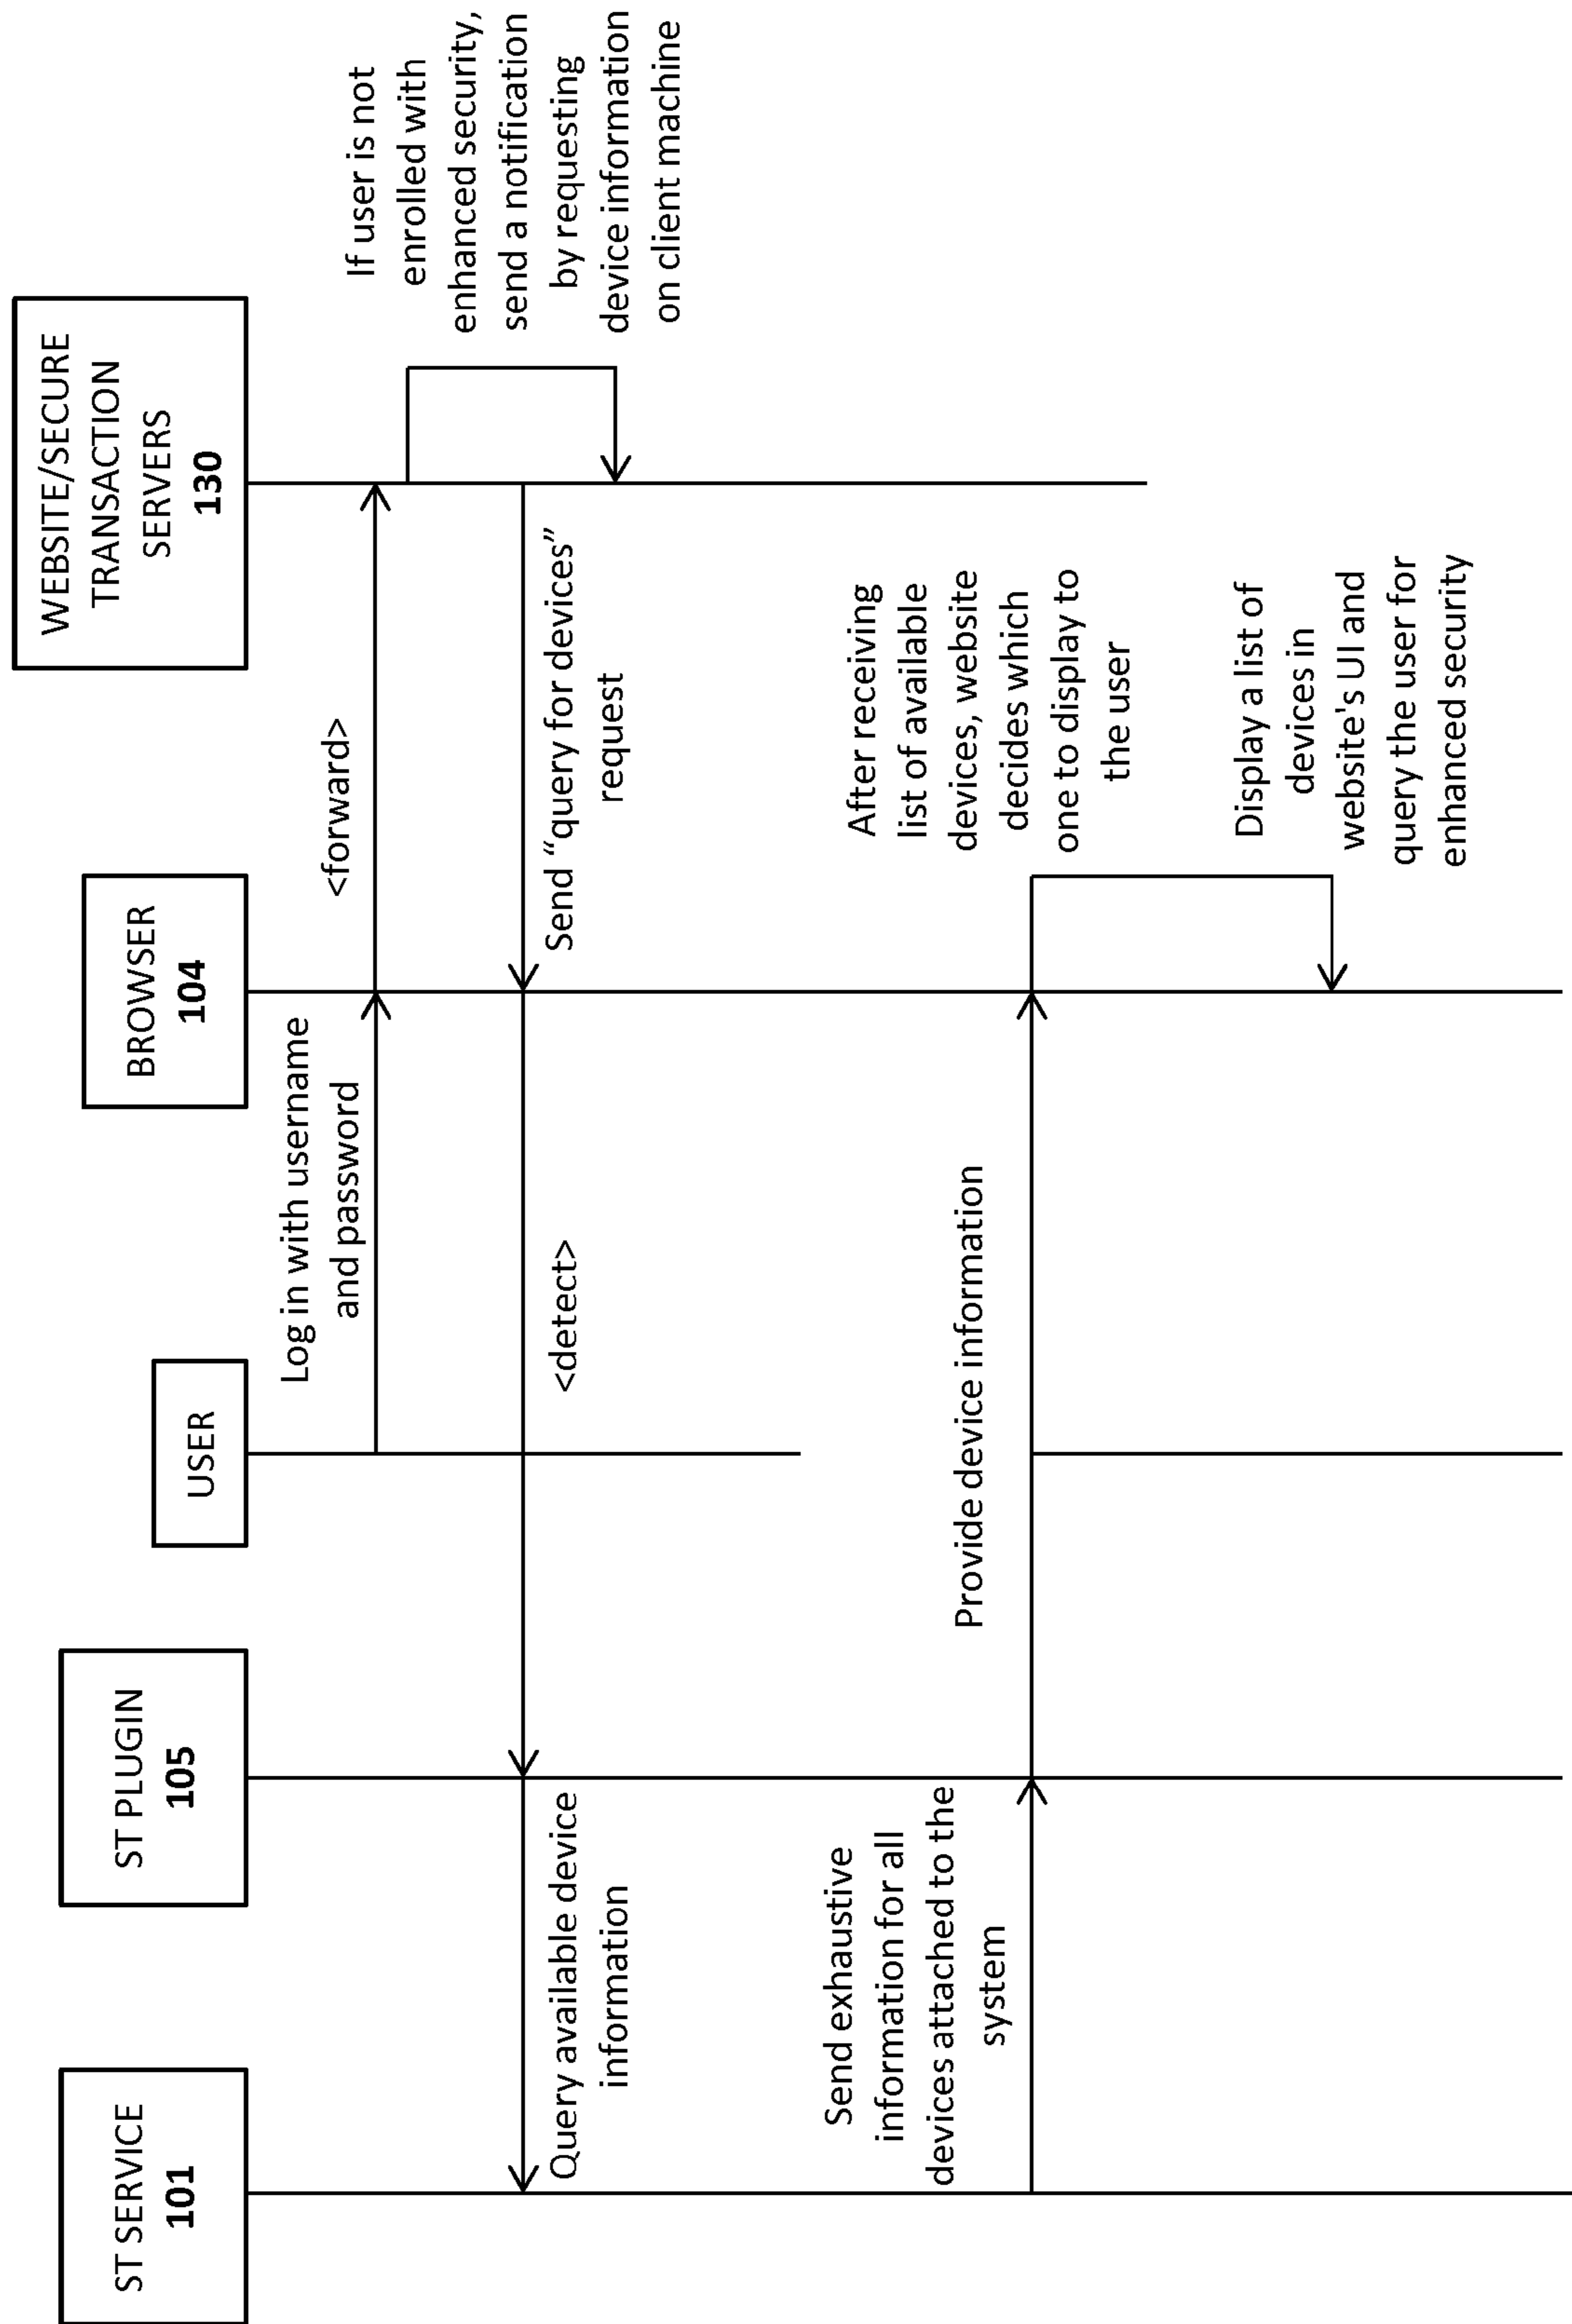 ST SERVICE
101
ST PLUGIN
105
USER
BROWSER
104
WEBSITE/SECURE
TRANSACTION
SERVERS
130
Log in with username
and password
<forward>
If user is not
enrolled with
enhanced security,
send a notification
by requesting
device information
on client machine
Send “query for devices”
request
<detect>
Query available device
information
Send exhaustive
information for all
devices attached to the
system
Provide device information
After receiving
list of available
devices, website
decides which
one to display to
the user
Display a list of
devices in
website's UI and
query the user for
enhanced security